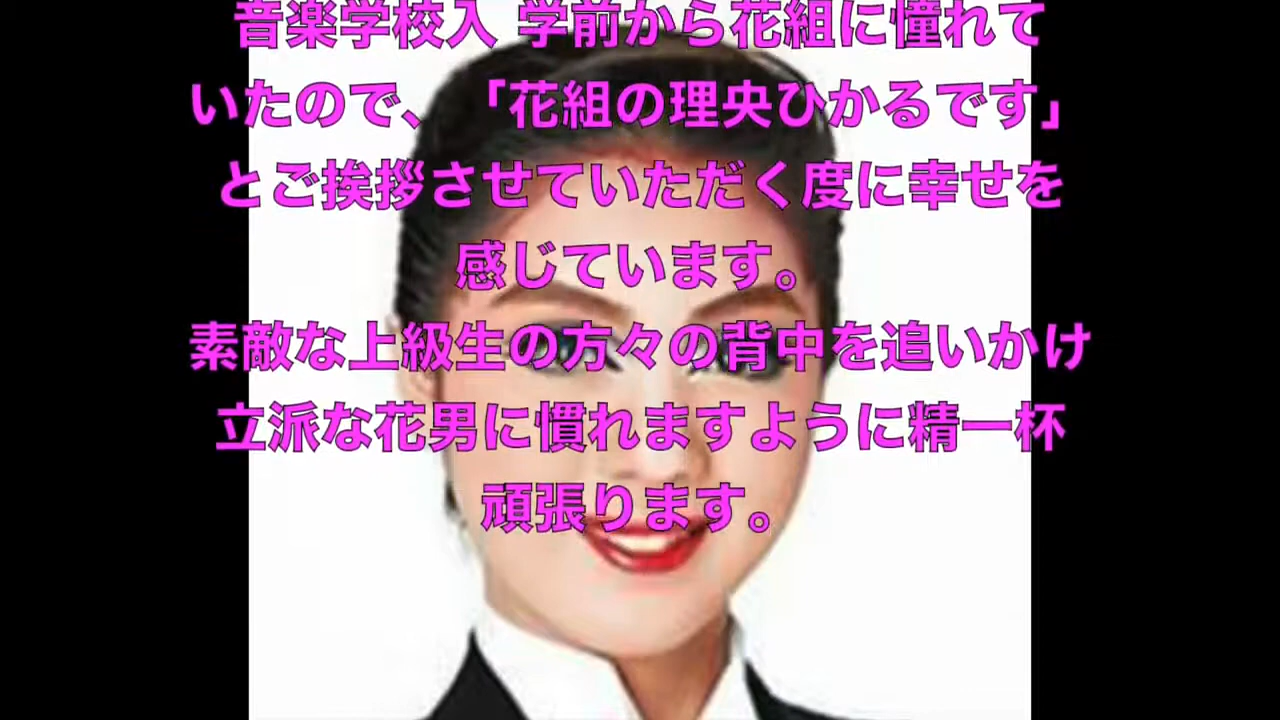 音楽学校入 学前から花組に憧れて
いたので、「花組の理央ひかるです」
とご挨拶させていただく度に幸せを
感じています。
素敵な上級生の方々の背中を追いかけ
立派な花男に慣れますように精一杯
頑張ります。